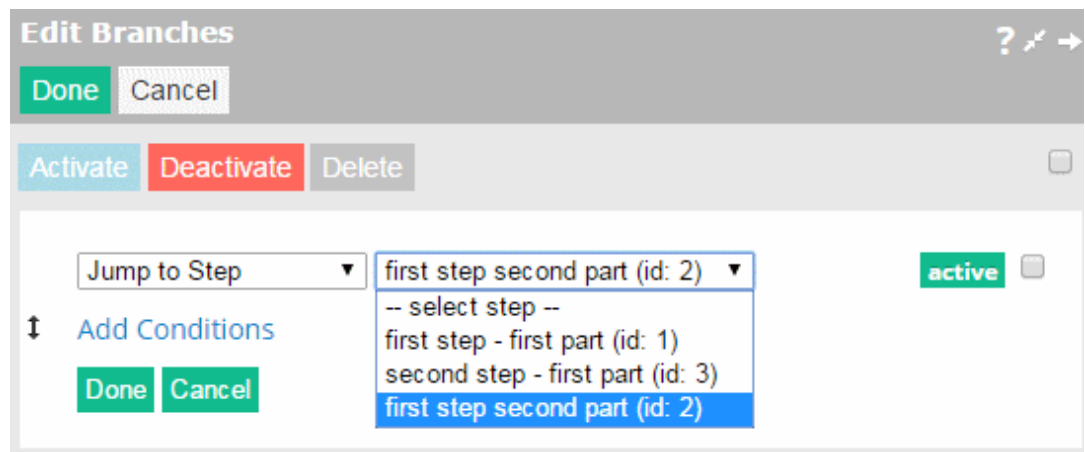 Edit Branches
?
Done Cancel
Activate Deactivate Delete
Jump to Step first step second part (id: 2) active
-- select step --
Add Conditions
first step - first part (id: 1)
second step - first part (id: 3)
Done Cancel
first step second part (id: 2)